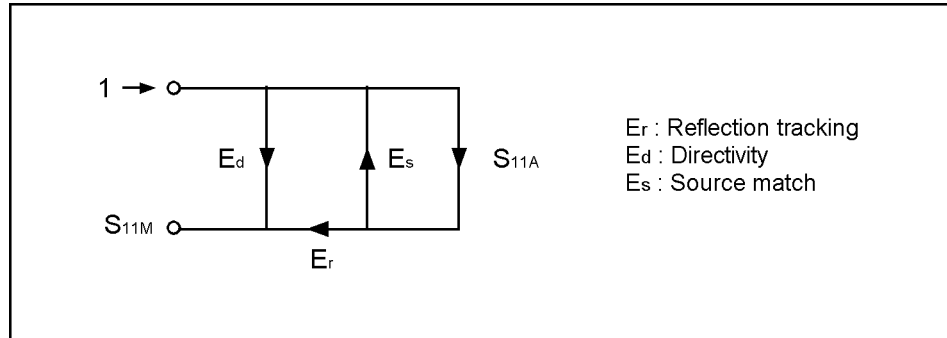 1
Ed
Es
S11A
S11M
Er
Er : Reflection tracking
Ed : Directivity
Es : Source match